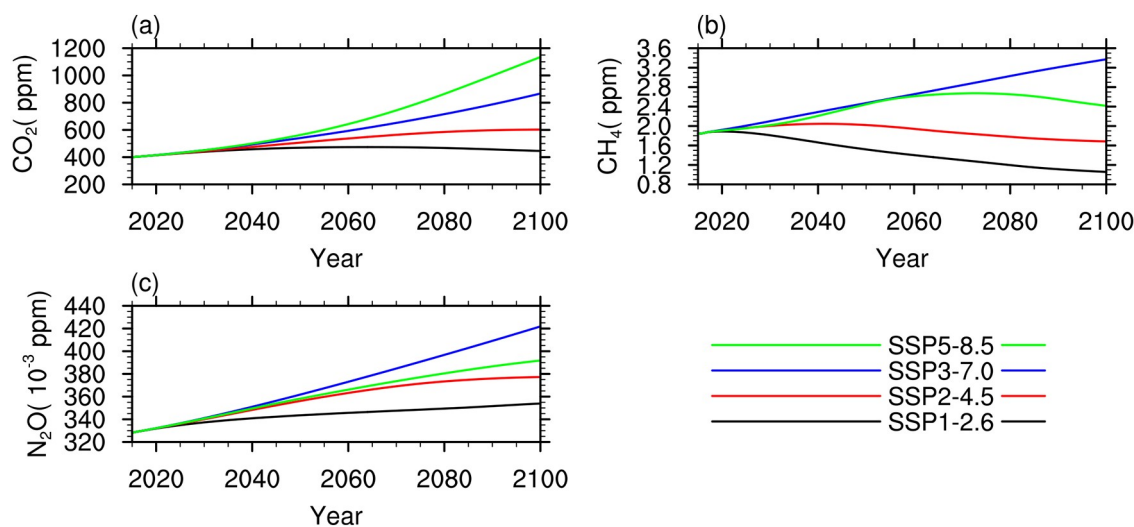 (a)
1200
1000
800
600
400
200
CO₂( ppm)
2020 2040 2060 2080 2100
Year
(b)
3.6
3.2
2.8
2.4
2.0
1.6
1.2
0.8
CH₄( ppm)
2020 2040 2060 2080 2100
Year
(c)
440
420
400
380
360
340
320
N₂O( 10⁻³ ppm)
2020 2040 2060 2080 2100
Year
SSP5-8.5
SSP3-7.0
SSP2-4.5
SSP1-2.6